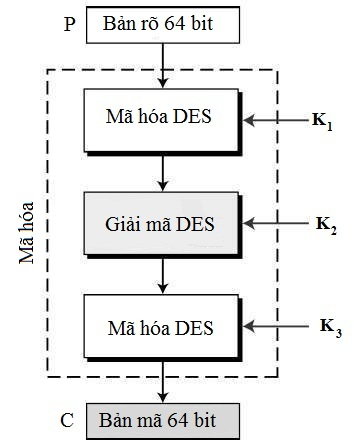 P Bản rõ 64 bit
Mã hóa DES
K1
Mã hóa
Giải mã DES
K2
Mã hóa DES
K3
C Bản mã 64 bit